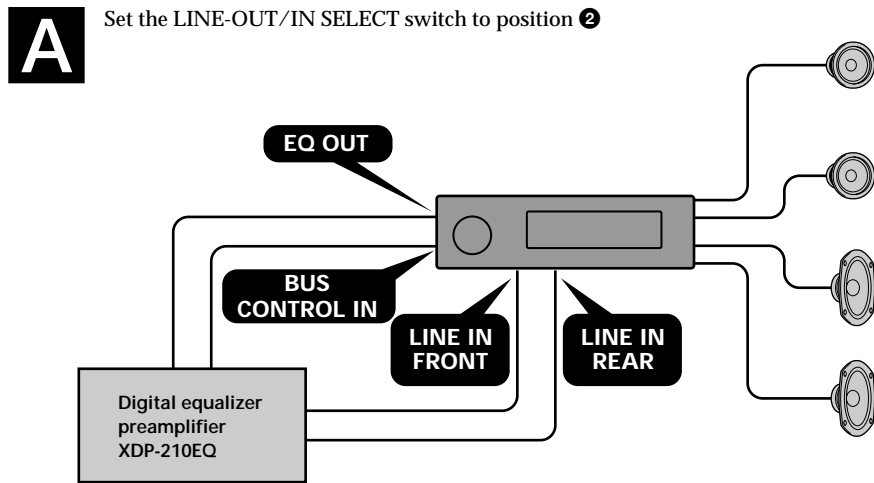 A
Set the LINE-OUT/IN SELECT switch to position ❷
EQ OUT
BUS
CONTROL IN
LINE IN
FRONT
LINE IN
REAR
Digital equalizer
preamplifier
XDP-210EQ